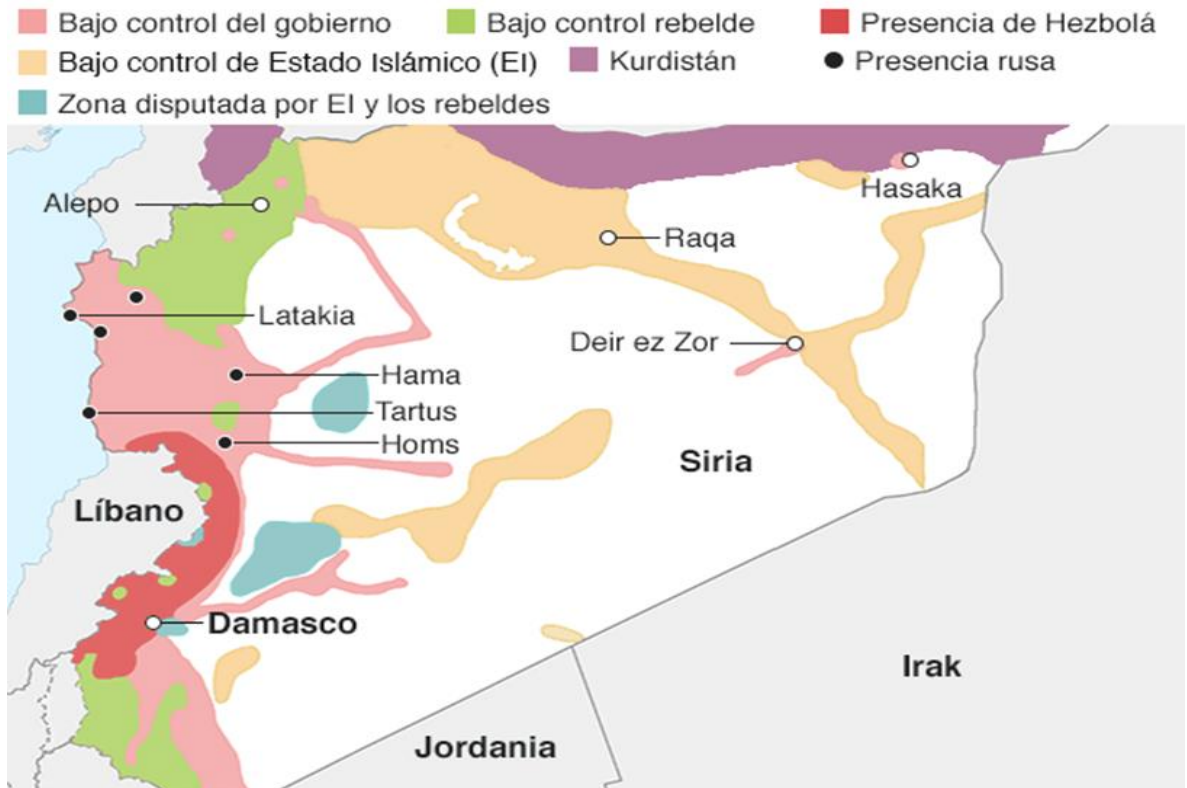 Bajo control del gobierno
Bajo control rebelde
Presencia de Hezbolá
Bajo control de Estado Islámico (EI)
Kurdistán
Presencia rusa
Zona disputada por EI y los rebeldes
Hasaka
Alepo
Raqa
Latakia
Deir ez Zor
Hama
Tartus
Homs
Siria
Líbano
Damasco
Irak
Jordania